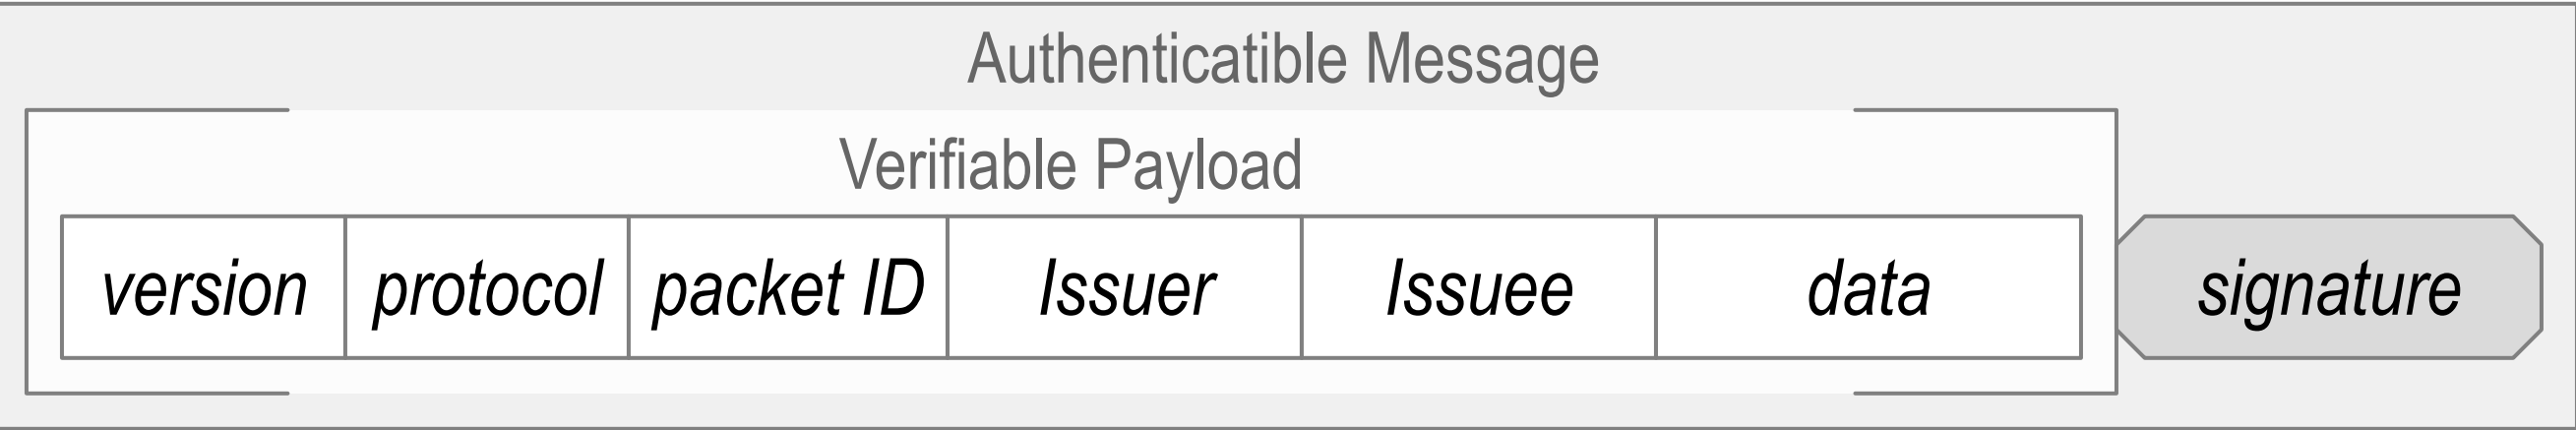 Authenticatible Message
Verifiable Payload
version protocol packet ID Issuer Issuee data signature